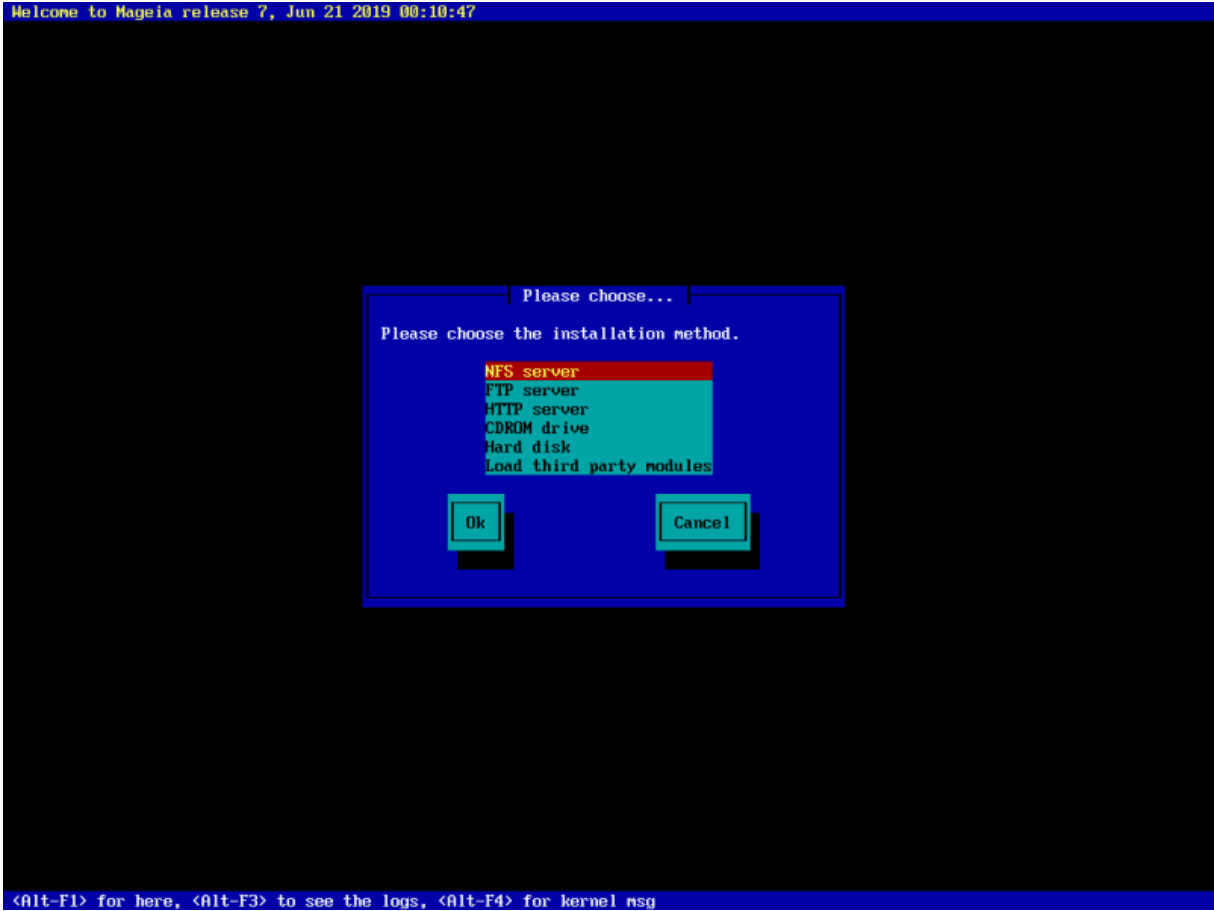 Welcome to Mageia release 7, Jun 21 2019 00:10:47
Please choose...
Please choose the installation method.
NFS server
FTP server
HTTP server
CDROM drive
Hard disk
Load third party modules
Ok
Cancel
<Alt-F1> for here, <Alt-F3> to see the logs, <Alt-F4> for kernel msg